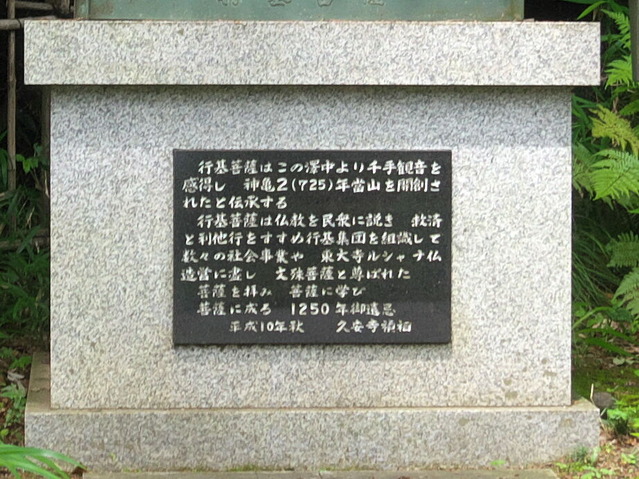 行基菩薩はこの澤中より千手観音を
感得し　神亀2(725)年當山を開創さ
れたと伝承する
行基菩薩は仏教を民衆に説き　救済
と利他行をすすめ行基集団を組識して
数々の社会事業や　東大寺ルシャナ仏
造営に盡し　文殊菩薩と尊ばれた
菩薩を拝み　菩薩に学び
菩薩に成ろ　1250年御遠忌
平成10年秋　久安寺